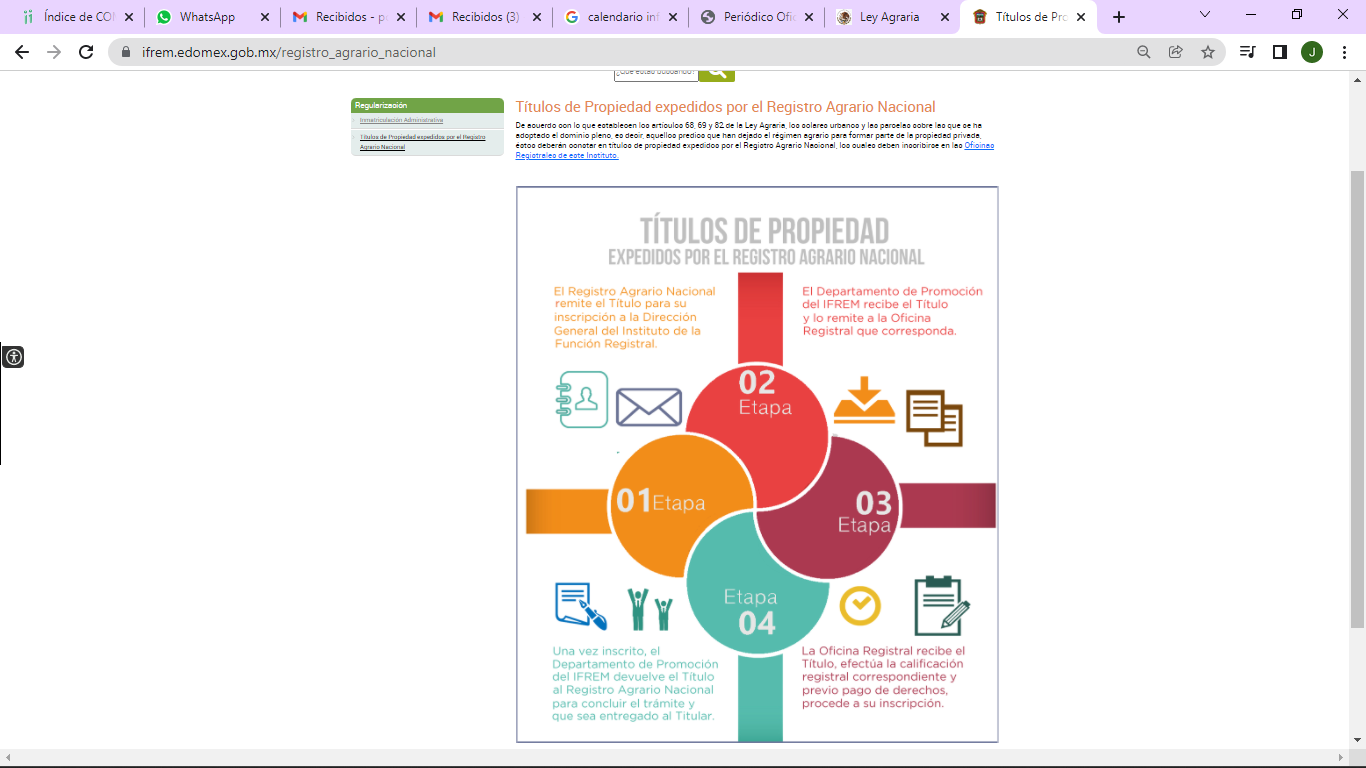 Índice de CO
WhatsApp
Recibidos - p
Recibidos (3)
calendario in
Periódico Ofi
Ley Agraria
Títulos de Pro
ifrem.edomex.gob.mx/registro_agrario_nacional
J
¿Qué estás buscando?
Regularización
Inmatriculación Administrativa
Títulos de Propiedad expedidos por el Registro
Agrario Nacional
Títulos de Propiedad expedidos por el Registro Agrario Nacional
De acuerdo con lo que establecen los artículos 68, 69 y 82 de la Ley Agraria, los solares urbanos y las parcelas sobre las que se ha
adoptado el dominio pleno, es decir, aquellos predios que han dejado el régimen agrario para formar parte de la propiedad privada,
éstos deberán constar en títulos de propiedad expedidos por el Registro Agrario Nacional, los cuales deben inscribirse en las Oficinas
Registrales de este Instituto.
TÍTULOS DE PROPIEDAD
EXPEDIDOS POR EL REGISTRO AGRARIO NACIONAL
El Registro Agrario Nacional
remite el Título para su
inscripción a la Dirección
General del Instituto de la
Función Registral.
El Departamento de Promoción
del IFREM recibe el Título
y lo remite a la Oficina
Registral que corresponda.
02
Etapa
01 Etapa
03
Etapa
Etapa
04
Una vez inscrito, el
Departamento de Promoción
del IFREM devuelve el Título
al Registro Agrario Nacional
para concluir el trámite y
que sea entregado al Titular.
La Oficina Registral recibe el
Título, efectúa la calificación
registral correspondiente y
previo pago de derechos,
procede a su inscripción.